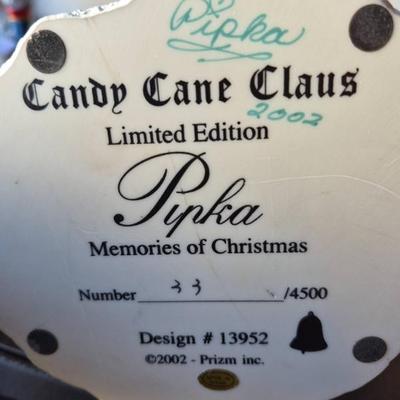 Pipka
Candy Cane Claus
2002
Limited Edition
Pipka
Memories of Christmas
Number 33 /4500
Design # 13952
©2002 - Prizm inc.